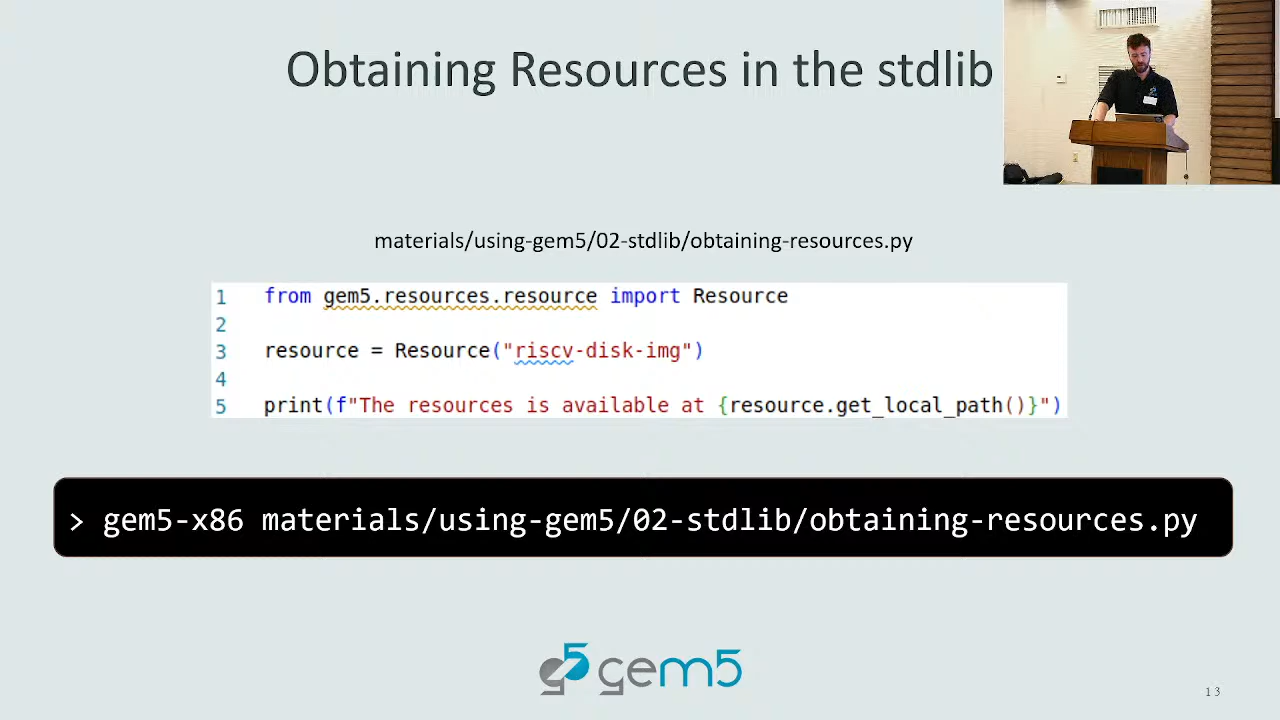 Obtaining Resources in the stdlib
materials/using-gem5/02-stdlib/obtaining-resources.py
1 from gem5.resources.resource import Resource
2
3 resource = Resource("riscv-disk-img")
4
5 print(f"The resources is available at {resource.get_local_path()}")
> gem5-x86 materials/using-gem5/02-stdlib/obtaining-resources.py
g5 gem5
13